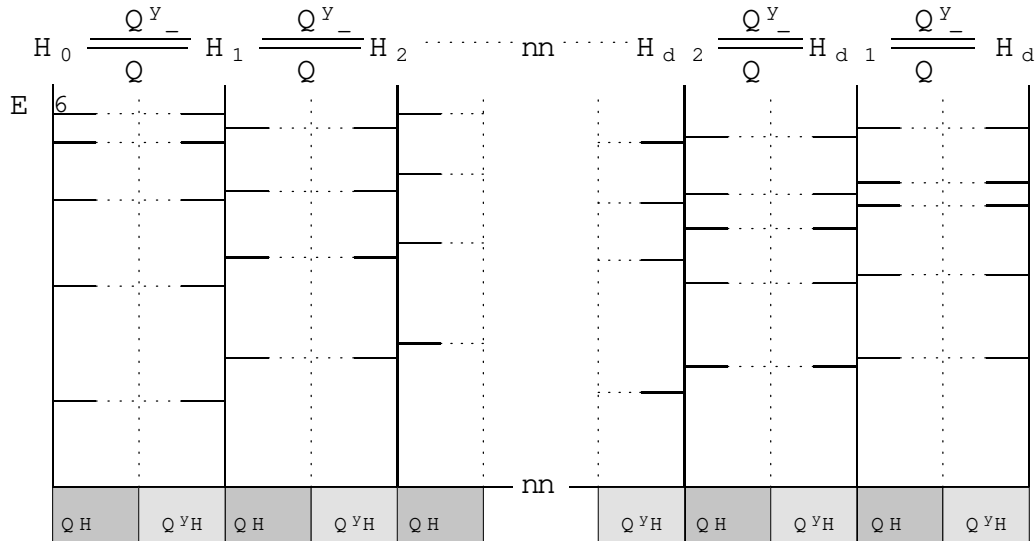 Q y _ Q y _ Q y _ Q y _
H 0 H 1 H 2 nn H d 2 H d 1 H d
Q Q Q Q
E 6
nn
Q H Q y H Q H Q y H Q H Q y H Q H Q y H Q H Q y H